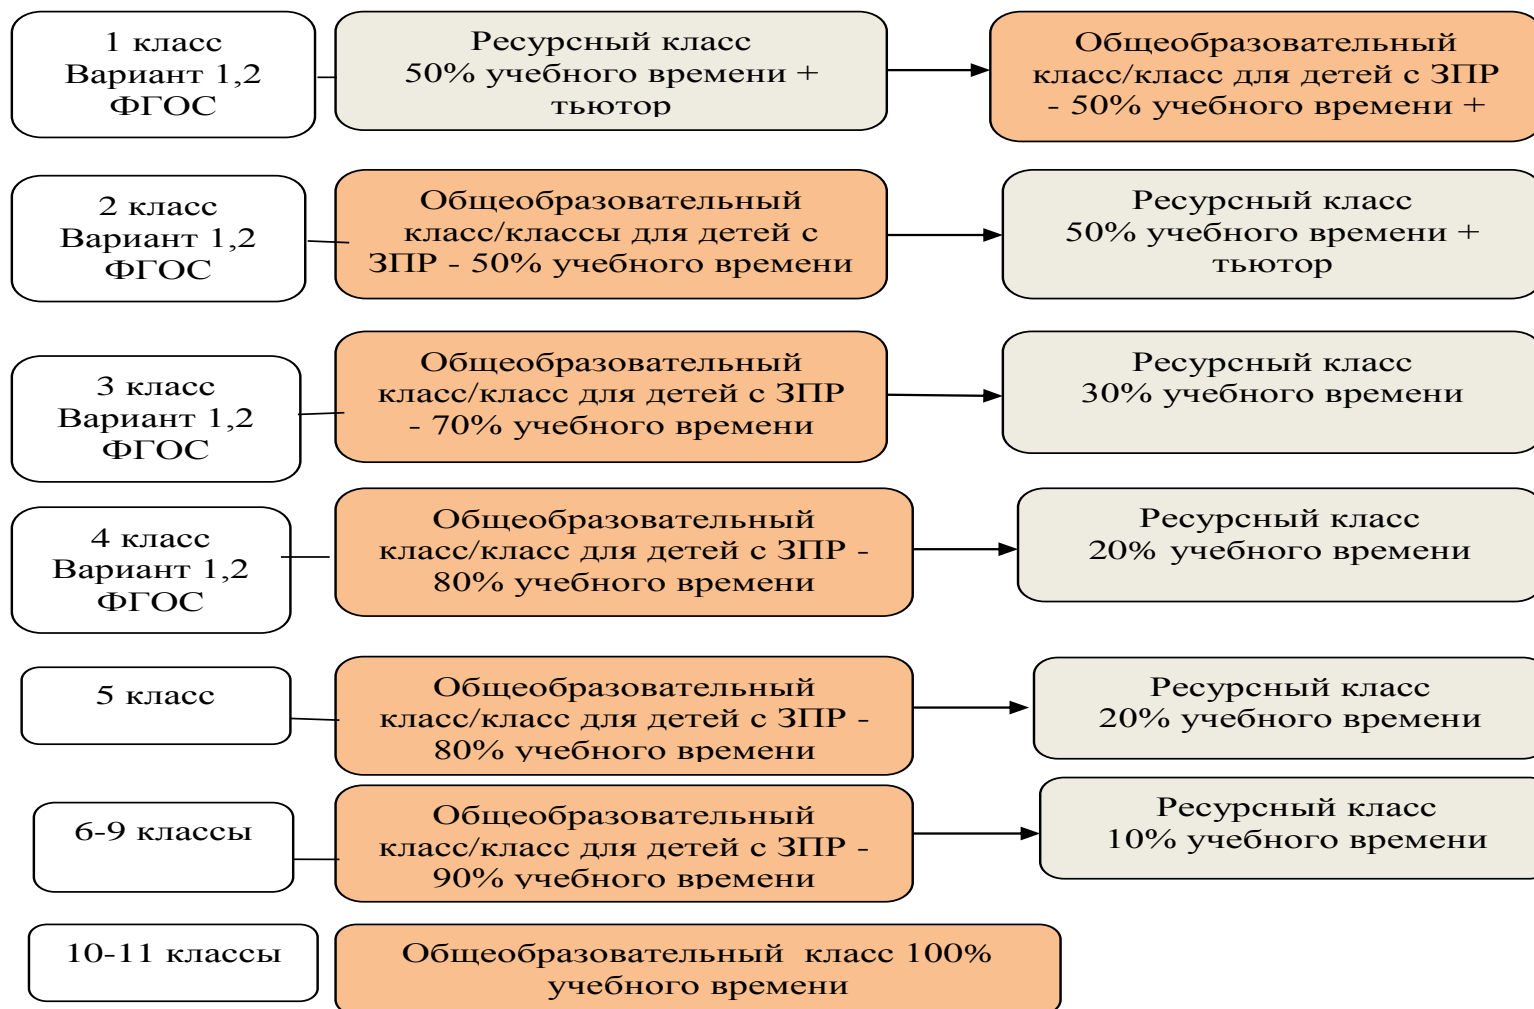 1 класс
Вариант 1,2
ФГОС
Ресурсный класс
50% учебного времени +
тьютор
Общеобразовательный
класс/класс для детей с ЗПР
- 50% учебного времени +
2 класс
Вариант 1,2
ФГОС
Общеобразовательный
класс/классы для детей с
ЗПР - 50% учебного времени
Ресурсный класс
50% учебного времени +
тьютор
3 класс
Вариант 1,2
ФГОС
Общеобразовательный
класс/класс для детей с ЗПР
- 70% учебного времени
Ресурсный класс
30% учебного времени
4 класс
Вариант 1,2
ФГОС
Общеобразовательный
класс/класс для детей с ЗПР -
80% учебного времени
Ресурсный класс
20% учебного времени
5 класс
Общеобразовательный
класс/класс для детей с ЗПР -
80% учебного времени
Ресурсный класс
20% учебного времени
6-9 классы
Общеобразовательный
класс/класс для детей с ЗПР -
90% учебного времени
Ресурсный класс
10% учебного времени
10-11 классы
Общеобразовательный класс 100%
учебного времени